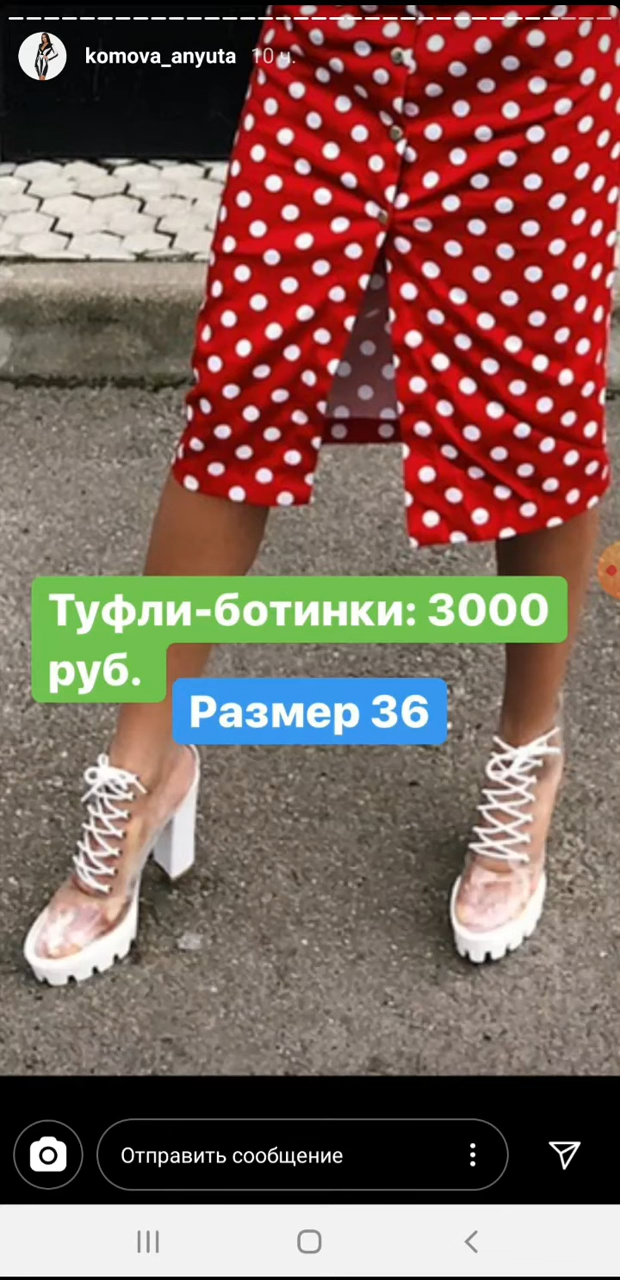 komova_anyuta 10 ч.
Туфли-ботинки: 3000
руб.
Размер 36
Отправить сообщение